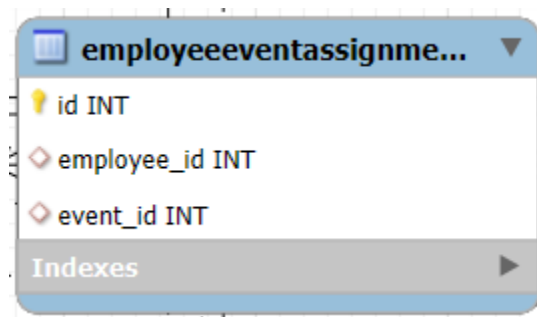 employeeeventassignme...
id INT
employee_id INT
event_id INT
Indexes